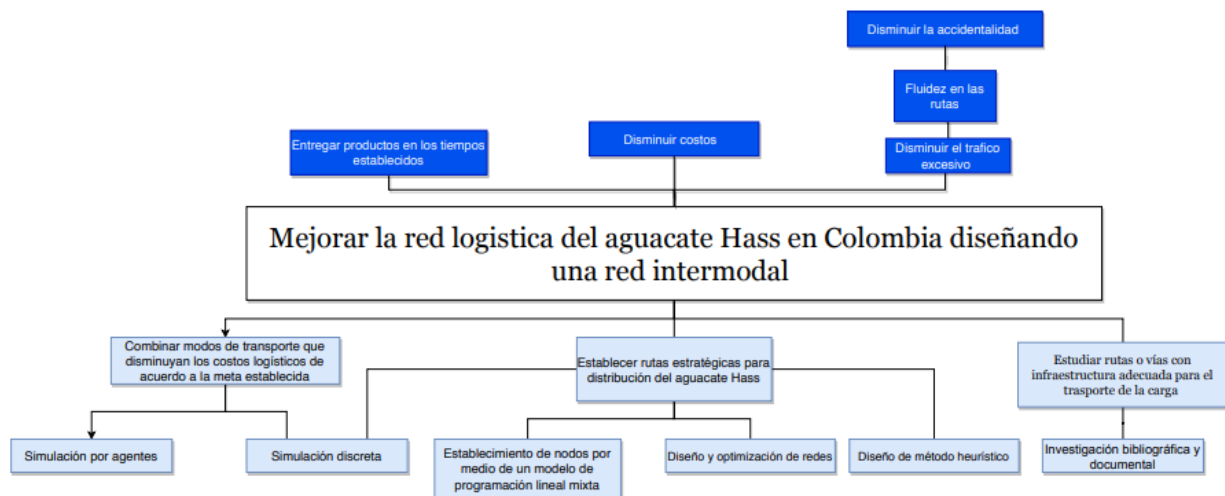 Disminuir la accidentalidad
Fluidez en las
rutas
Entregar productos en los tiempos
establecidos
Disminuir costos
Disminuir el trafico
excesivo
Mejorar la red logistica del aguacate Hass en Colombia diseñando
una red intermodal
Combinar modos de transporte que
disminuyan los costos logísticos de
acuerdo a la meta establecida
Establecer rutas estratégicas para
distribución del aguacate Hass
Estudiar rutas o vías con
infraestructura adecuada para el
trasporte de la carga
Simulación por agentes
Simulación discreta
Establecimiento de nodos por
medio de un modelo de
programación lineal mixta
Diseño y optimización de redes
Diseño de método heurístico
Investigación bibliográfica y
documental